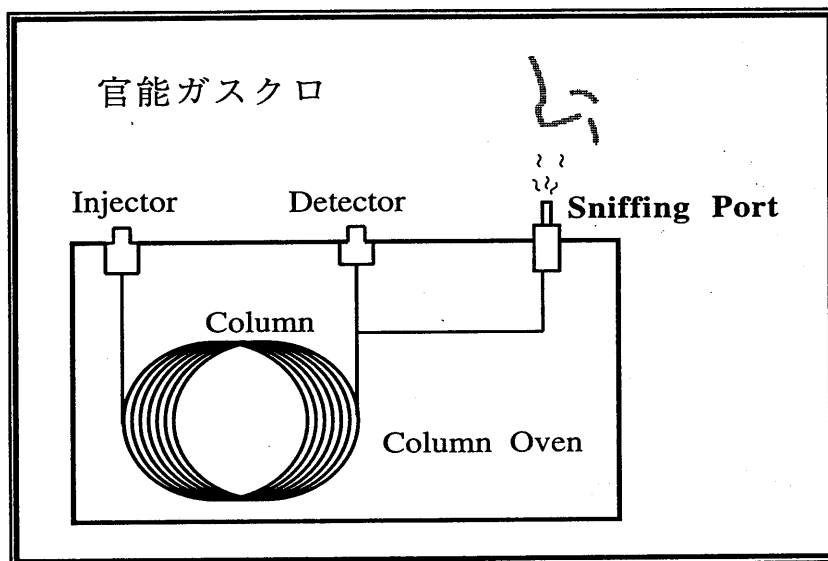 官能ガスクロ
Injector
Detector
Sniffing Port
Column
Column Oven